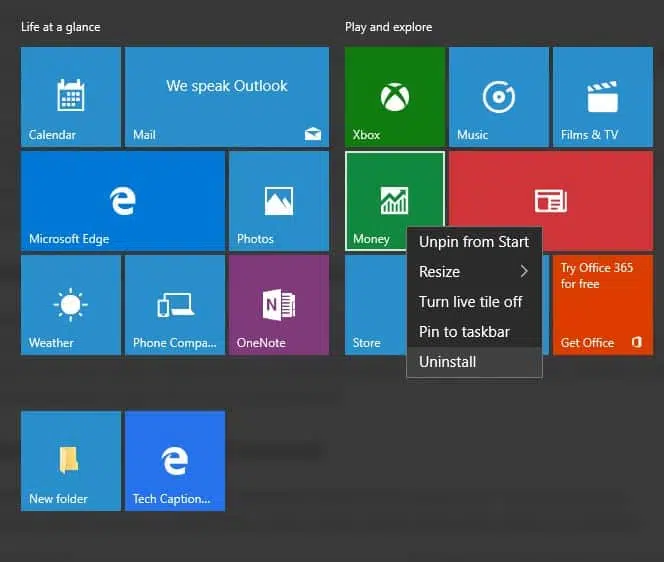 Life at a glance
Play and explore
We speak Outlook
Calendar
Mail
Xbox
Music
Films & TV
Microsoft Edge
Photos
Money
Unpin from Start
Resize
Turn live tile off
Pin to taskbar
Uninstall
Try Office 365
for free
Weather
Phone Compa...
OneNote
Store
Get Office
New folder
Tech Caption...